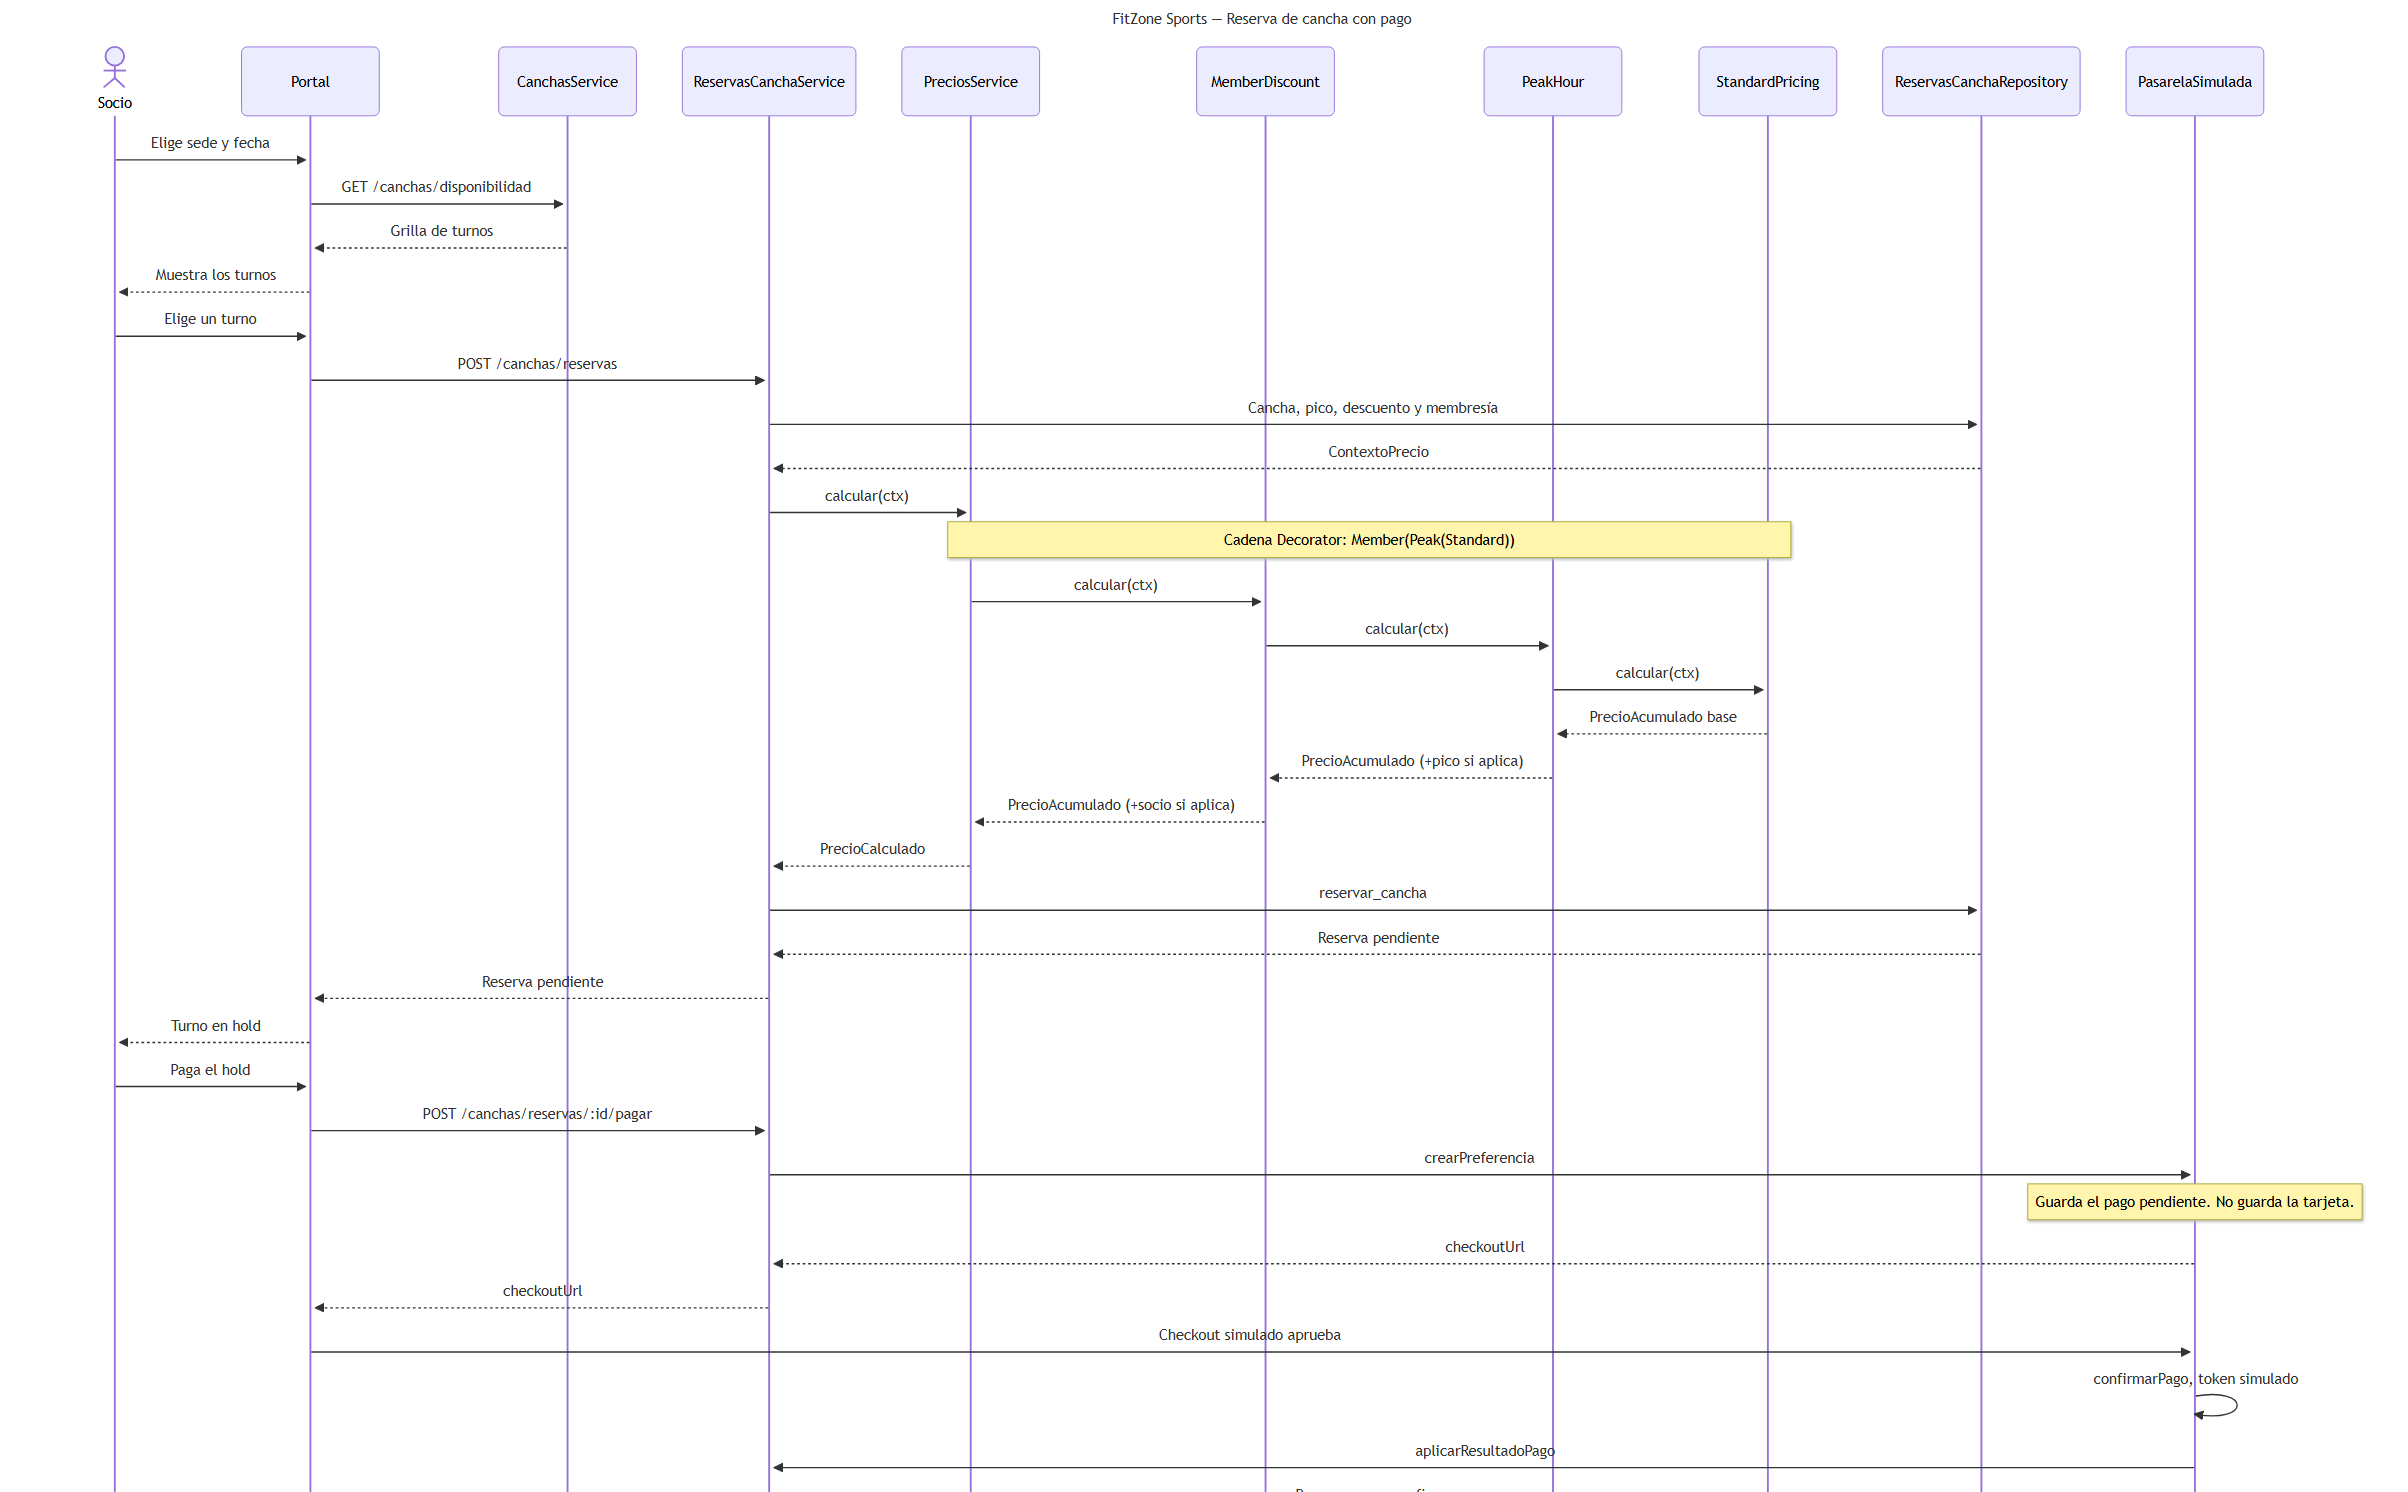 FitZone Sports — Reserva de cancha con pago
Socio
Portal
CanchasService
ReservasCanchaService
PreciosService
MemberDiscount
PeakHour
StandardPricing
ReservasCanchaRepository
PasarelaSimulada
Elige sede y fecha
GET /canchas/disponibilidad
Grilla de turnos
Muestra los turnos
Elige un turno
POST /canchas/reservas
Cancha, pico, descuento y membresía
ContextoPrecio
calcular(ctx)
Cadena Decorator: Member(Peak(Standard))
calcular(ctx)
calcular(ctx)
calcular(ctx)
PrecioAcumulado base
PrecioAcumulado (+pico si aplica)
PrecioAcumulado (+socio si aplica)
PrecioCalculado
reservar_cancha
Reserva pendiente
Reserva pendiente
Turno en hold
Paga el hold
POST /canchas/reservas/:id/pagar
crearPreferencia
Guarda el pago pendiente. No guarda la tarjeta.
checkoutUrl
checkoutUrl
Checkout simulado aprueba
confirmarPago, token simulado
aplicarResultadoPago